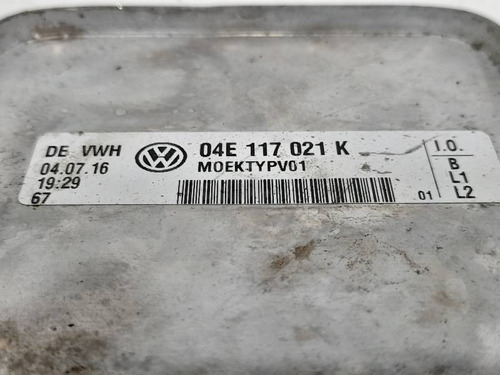 DE VWH 04E 117 021 K I.O.
04.07.16 MOEKTYPV01 B
19:29 L1
67 01 L2